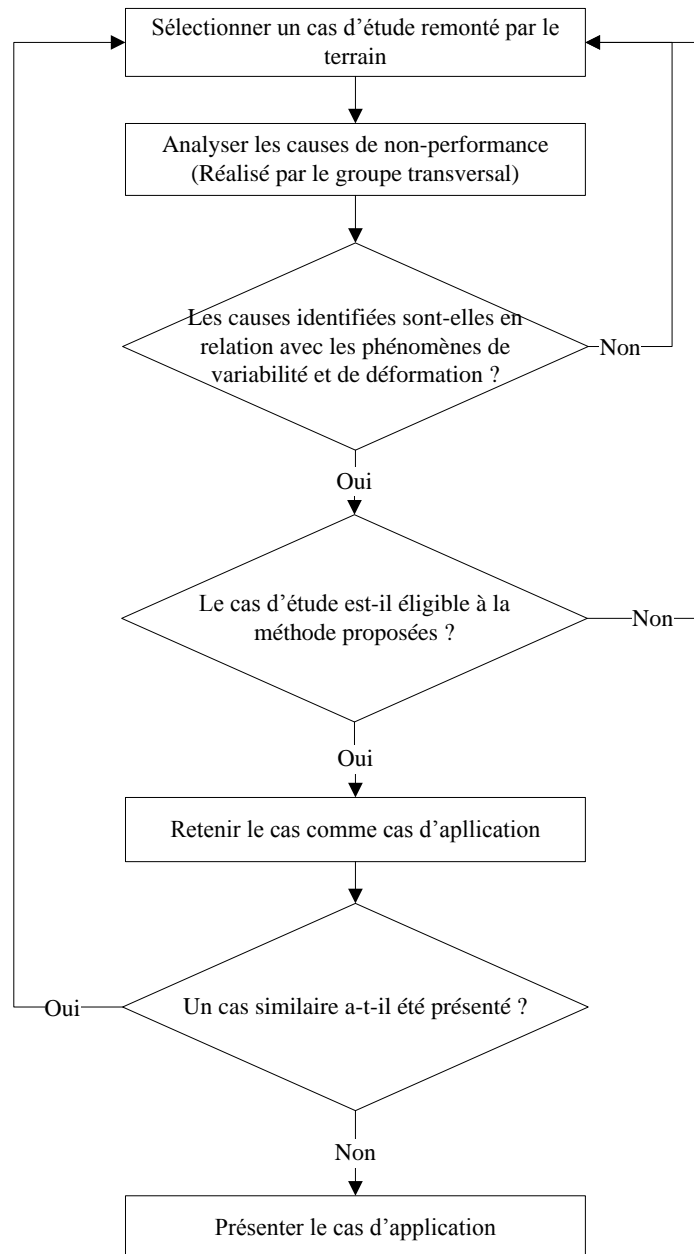 Sélectionner un cas d'étude remonté par le
terrain
Analyser les causes de non-performance
(Réalisé par le groupe transversal)
Les causes identifiées sont-elles en
relation avec les phénomènes de
variabilité et de déformation ?
Non
Oui
Le cas d'étude est-il éligible à la
méthode proposées ?
Non
Oui
Retenir le cas comme cas d'apllication
Un cas similaire a-t-il été présenté ?
Oui
Non
Présenter le cas d'application